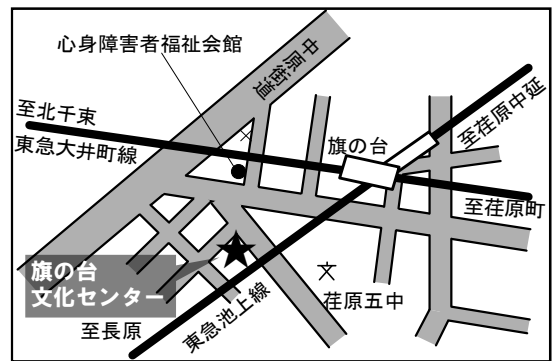 心身障害者福祉会館
中原街道
至北千束
東急大井町線
旗の台
至荏原中延
至荏原町
旗の台
文化センター
荏原五中
東急池上線
至長原